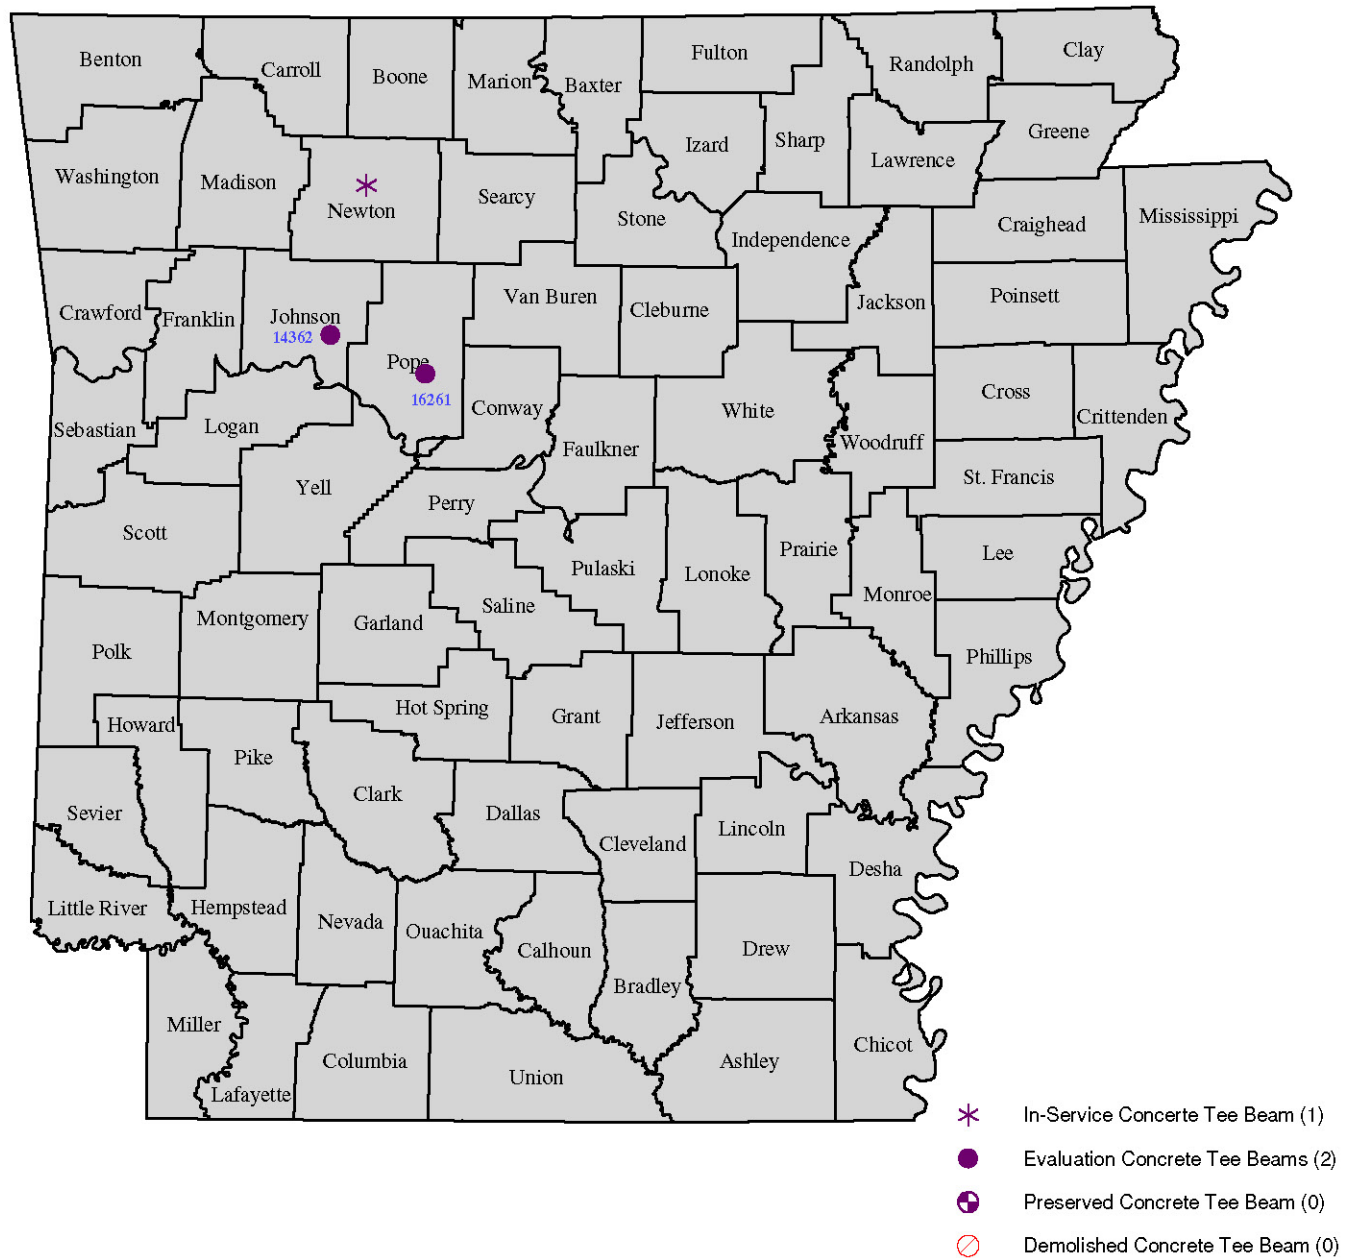 Benton
Carroll
Boone
Marion
Baxter
Fulton
Randolph
Clay
Washington
Madison
Newton
Searcy
Stone
Izard
Sharp
Lawrence
Greene
Independence
Craighead
Mississippi
Crawford
Franklin
Johnson
14362
Pope
16261
Van Buren
Cleburne
Jackson
Poinsett
Sebastian
Logan
Conway
Faulkner
White
Woodruff
Cross
Crittenden
St. Francis
Scott
Yell
Perry
Pulaski
Lonoke
Prairie
Monroe
Lee
Phillips
Polk
Montgomery
Garland
Saline
Hot Spring
Grant
Jefferson
Arkansas
Howard
Pike
Clark
Dallas
Cleveland
Lincoln
Desha
Sevier
Little River
Hempstead
Nevada
Ouachita
Calhoun
Bradley
Drew
Miller
Lafayette
Columbia
Union
Ashley
Chicot
In-Service Concerte Tee Beam (1)
Evaluation Concrete Tee Beams (2)
Preserved Concrete Tee Beam (0)
Demolished Concrete Tee Beam (0)